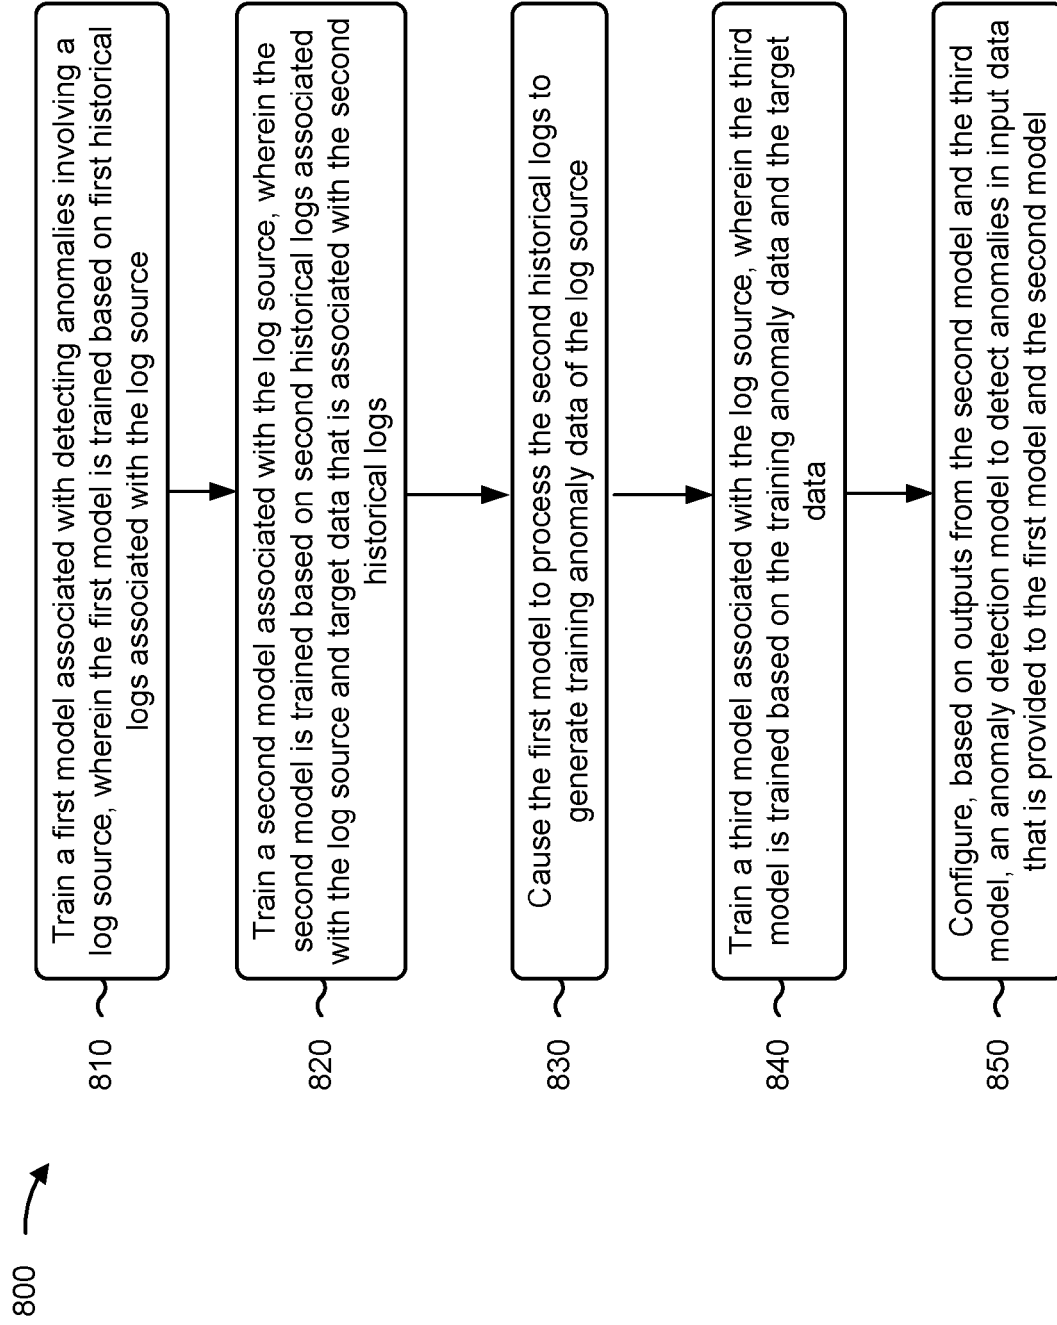 800
810
Train a first model associated with detecting anomalies involving a
log source, wherein the first model is trained based on first historical
logs associated with the log source
820
Train a second model associated with the log source, wherein the
second model is trained based on second historical logs associated
with the log source and target data that is associated with the second
historical logs
830
Cause the first model to process the second historical logs to
generate training anomaly data of the log source
840
Train a third model associated with the log source, wherein the third
model is trained based on the training anomaly data and the target
data
850
Configure, based on outputs from the second model and the third
model, an anomaly detection model to detect anomalies in input data
that is provided to the first model and the second model